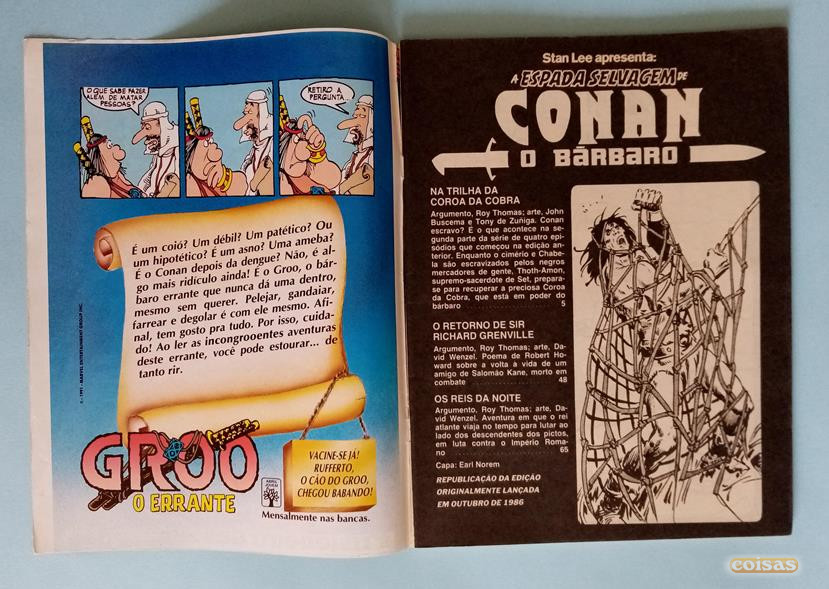 O QUE SABE FAZER
ALÉM DE MATAR
PESSOAS?
RETIRO A
PERGUNTA...
É um coió? Um débil? Um patético? Ou
um hipotético? É um asno? Uma ameba?
É o Conan depois da dengue? Não, é al-
go mais ridículo ainda! É o Groo, o bár-
baro errante que nunca dá uma dentro,
mesmo sem querer. Pelejar, gandaiar,
farrear e degolar é com ele mesmo. Afi-
nal, tem gosto pra tudo. Por isso, cuida-
do! Ao ler as incongrooentes aventuras
deste errante, você pode estourar... de
tanto rir.
© 1991 - MARVEL ENTERTAINMENT GROUP INC.
GROO
O ERRANTE
ABRIL
JOVEM
VACINE-SE JÁ!
RUFFERTO,
O CÃO DO GROO,
CHEGOU BABANDO!
Mensalmente nas bancas.
Stan Lee apresenta:
A ESPADA SELVAGEM DE
CONAN
O BÁRBARO
NA TRILHA DA
COROA DA COBRA
Argumento, Roy Thomas; arte, John
Buscema e Tony de Zuñiga. Conan
escravo? É o que acontece na se-
gunda parte da série de quatro epi-
sódios que começou na edição an-
terior. Enquanto o cimério e Chabe-
la são escravizados pelos negros
mercadores de gente, Thoth-Amon,
supremo-sacerdote de Set, prepara-
se para recuperar a preciosa Coroa
da Cobra, que está em poder do
bárbaro ........................ 5
O RETORNO DE SIR
RICHARD GRENVILLE
Argumento, Roy Thomas; arte, Da-
vid Wenzel. Poema de Robert Ho-
ward sobre a volta à vida de um
amigo de Salomão Kane, morto em
combate ........................ 48
OS REIS DA NOITE
Argumento, Roy Thomas; arte, Da-
vid Wenzel. Aventura em que o rei
atlante viaja no tempo para lutar ao
lado dos descendentes dos pictos,
em luta contra o Império Roma-
no ........................ 65
Capa: Earl Norem
REPUBLICAÇÃO DA EDIÇÃO
ORIGINALMENTE LANÇADA
EM OUTUBRO DE 1986
coisas